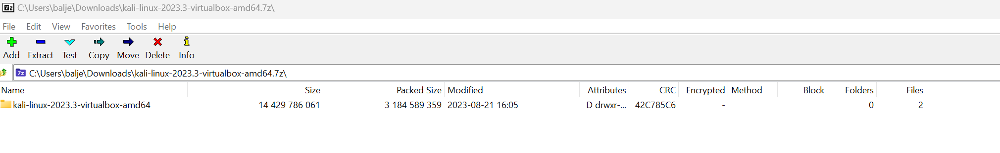 7z C:\Users\balje\Downloads\kali-linux-2023.3-virtualbox-amd64.7z\
File Edit View Favorites Tools Help
Add Extract Test Copy Move Delete Info
7z C:\Users\balje\Downloads\kali-linux-2023.3-virtualbox-amd64.7z\
Name Size Packed Size Modified Attributes CRC Encrypted Method Block Folders Files
kali-linux-2023.3-virtualbox-amd64 14 429 786 061 3 184 589 359 2023-08-21 16:05 D drwxr-... 42C785C6 - 0 2